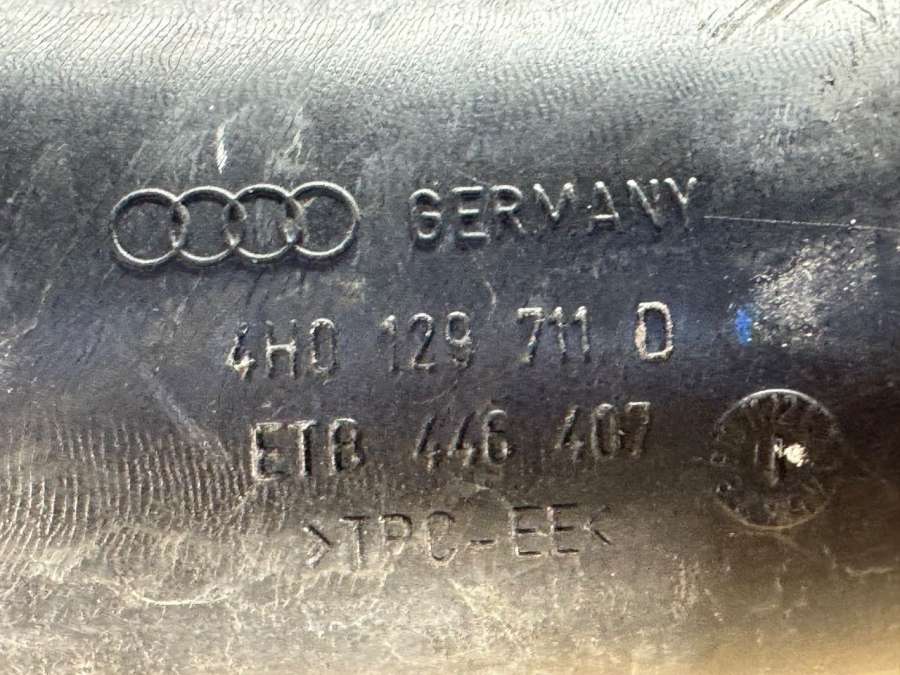 GERMANY
4H0 129 711 D
ETB 446 407
>TPC-EE<